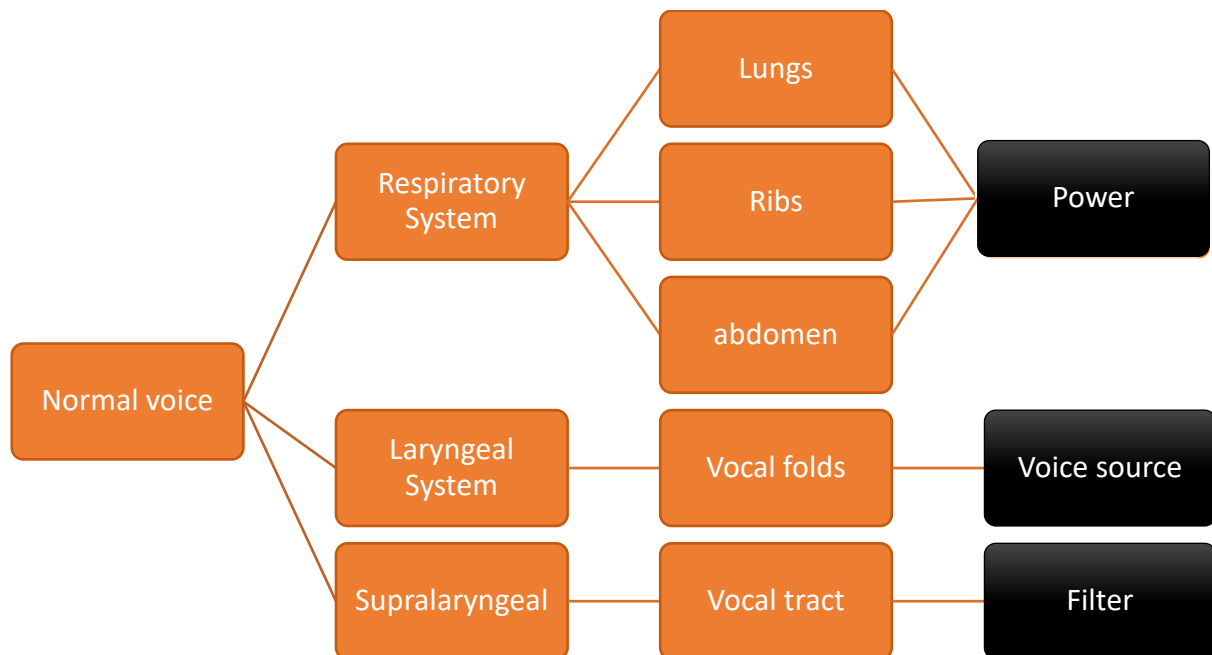 Lungs
Respiratory
System
Ribs
Power
abdomen
Normal voice
Laryngeal
System
Vocal folds
Voice source
Supralaryngeal
Vocal tract
Filter